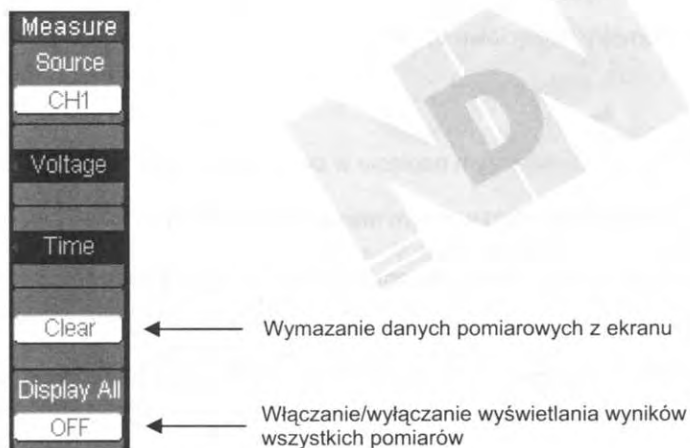 Measure
Source
CH1
Voltage
Time
Clear
Wymazanie danych pomiarowych z ekranu
Display All
OFF
Włączanie/wyłączanie wyświetlania wyników
wszystkich pomiarów
NDN